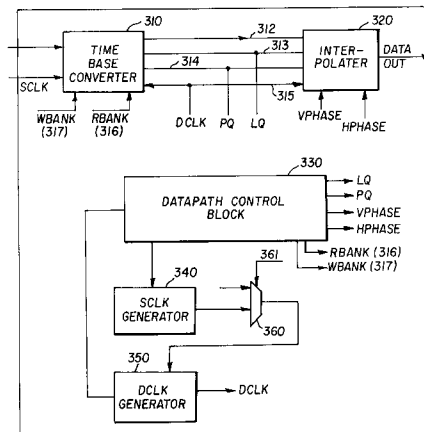 310
312
320
TIME
BASE
CONVERTER
313
314
INTER-
POLATER
DATA
OUT
SCLK
315
WBANK
(317)
RBANK
(316)
DCLK
PQ
LQ
VPHASE
HPHASE
330
DATAPATH CONTROL
BLOCK
LQ
PQ
VPHASE
HPHASE
RBANK (316)
WBANK (317)
340
361
SCLK
GENERATOR
360
350
DCLK
GENERATOR
DCLK